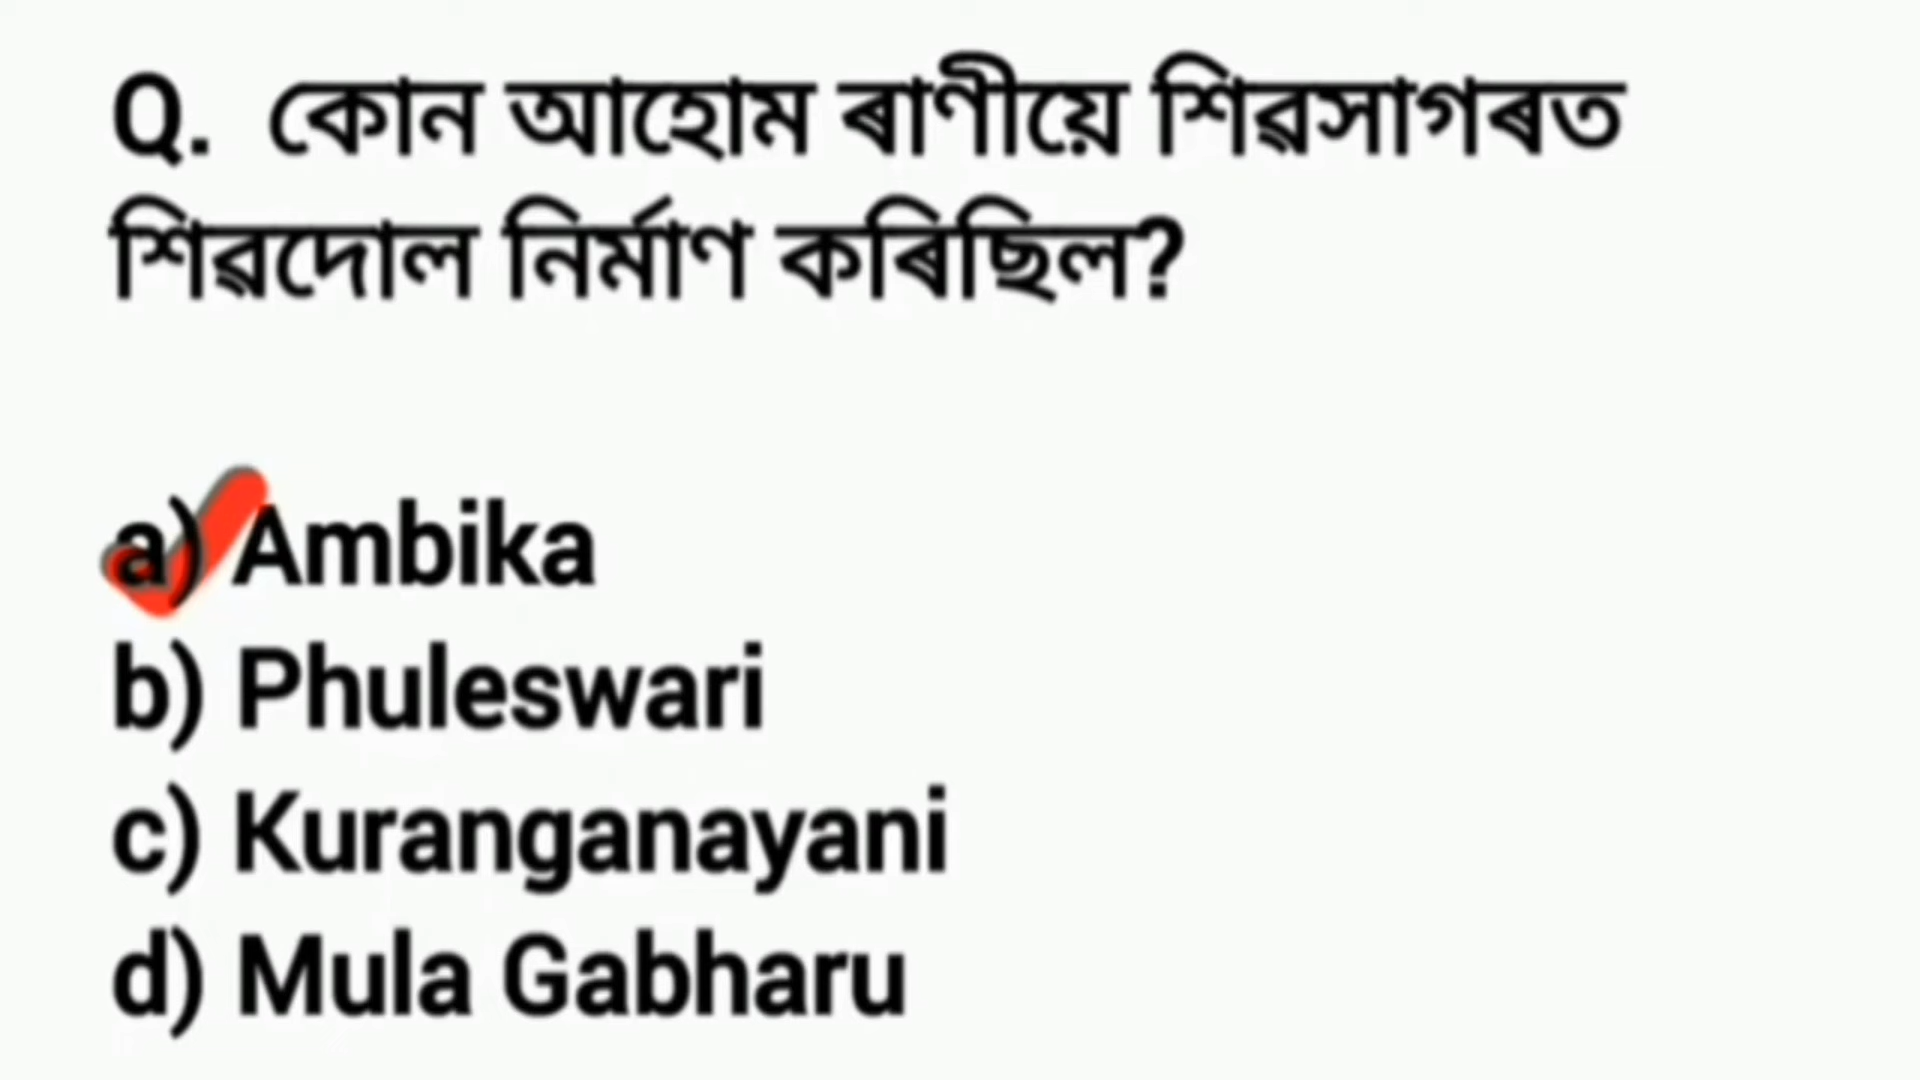 Q. কোন আহোম ৰাণীয়ে শিৱসাগৰত
শিৱদোল নিৰ্মাণ কৰিছিল?
a) Ambika
b) Phuleswari
c) Kuranganayani
d) Mula Gabharu